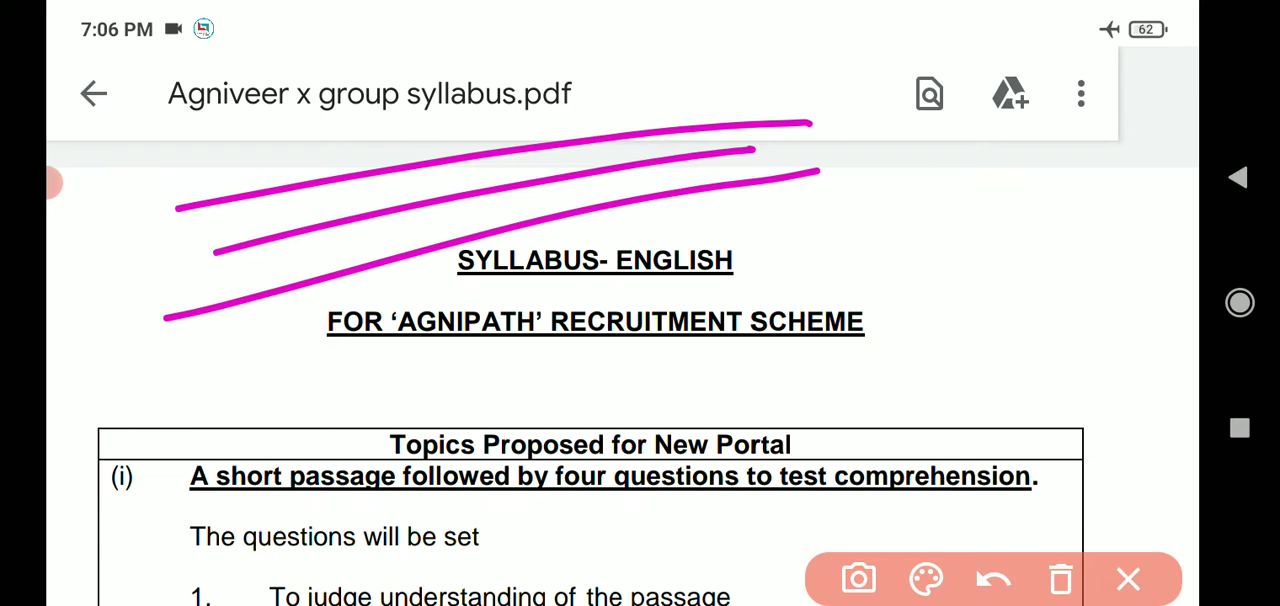 7:06 PM 62
Agniveer x group syllabus.pdf
SYLLABUS- ENGLISH
FOR ‘AGNIPATH’ RECRUITMENT SCHEME
Topics Proposed for New Portal
(i) A short passage followed by four questions to test comprehension.
The questions will be set
1. To judge understanding of the passage